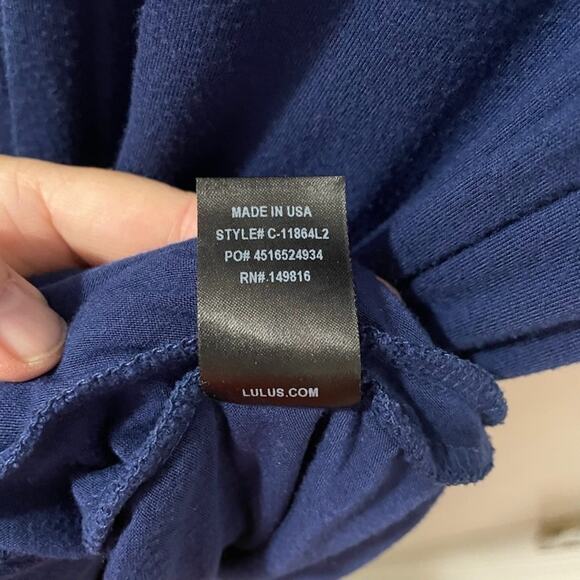 MADE IN USA
STYLE# C-11864L2
PO# 4516524934
RN#.149816
LULUS.COM